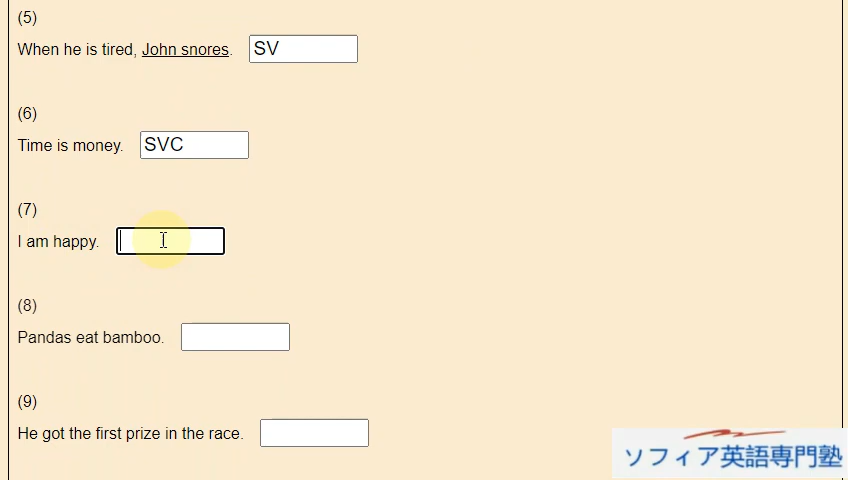 (5)
When he is tired, John snores. SV
(6)
Time is money. SVC
(7)
I am happy.
(8)
Pandas eat bamboo.
(9)
He got the first prize in the race.
ソフィア英語専門塾